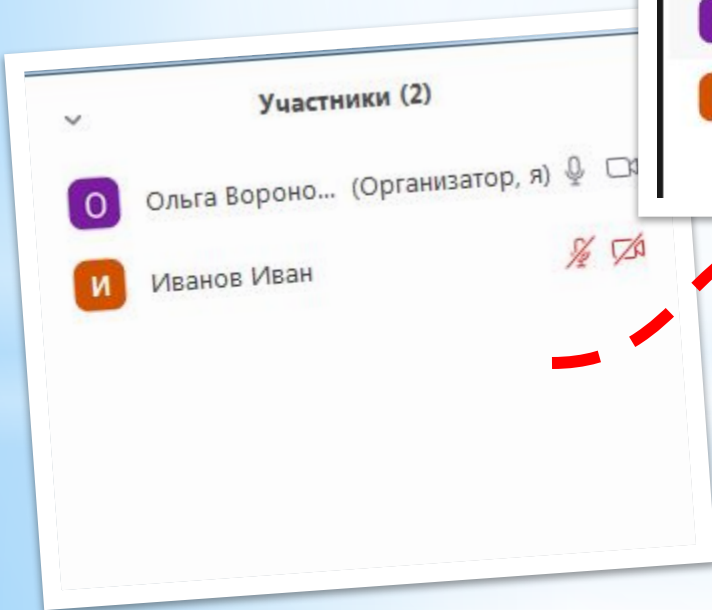 Участники (2)
О Ольга Вороно... (Организатор, я)
И Иванов Иван